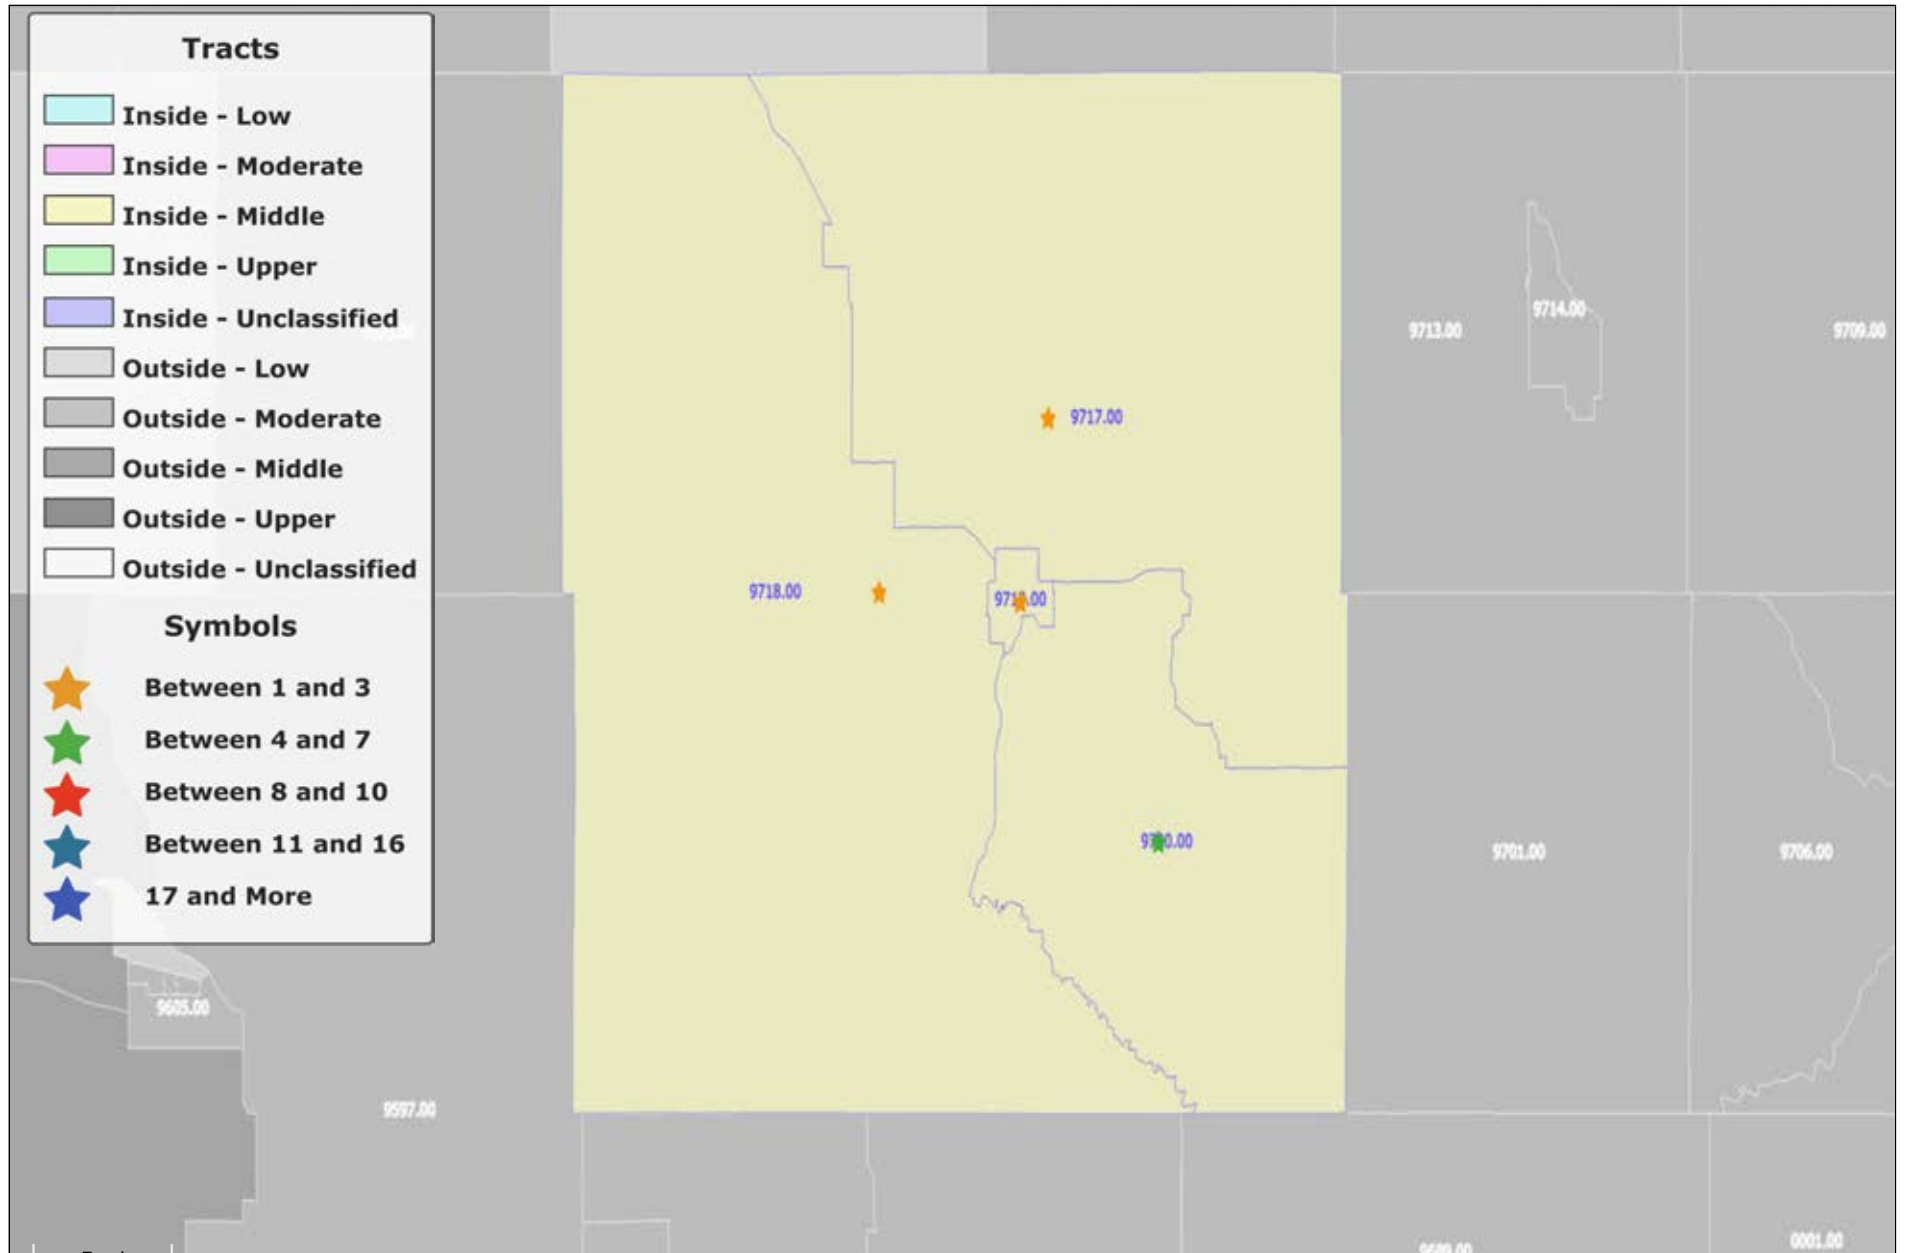 Tracts
Inside - Low
Inside - Moderate
Inside - Middle
Inside - Upper
Inside - Unclassified
Outside - Low
Outside - Moderate
Outside - Middle
Outside - Upper
Outside - Unclassified
Symbols
Between 1 and 3
Between 4 and 7
Between 8 and 10
Between 11 and 16
17 and More
9714.00
9713.00
9709.00
9717.00
9718.00
9701.00
9706.00
9605.00
9597.00
0001.00